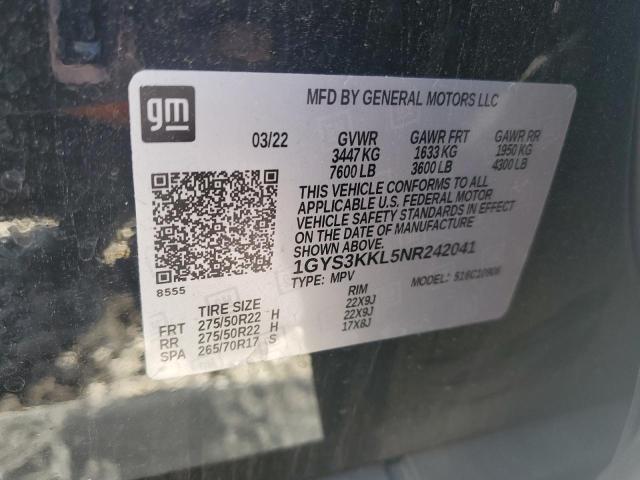 gm
MFD BY GENERAL MOTORS LLC
03/22 GVWR GAWR FRT GAWR RR
3447 KG 1633 KG 1950 KG
7600 LB 3600 LB 4300 LB
THIS VEHICLE CONFORMS TO ALL
APPLICABLE U.S. FEDERAL MOTOR
VEHICLE SAFETY STANDARDS IN EFFECT
ON THE DATE OF MANUFACTURE
SHOWN ABOVE.
1GYS3KKL5NR242041
TYPE: MPV MODEL:
8555
TIRE SIZE RIM
FRT 275/50R22 H 22X9J
RR 275/50R22 H 22X9J
SPA 265/70R17 S 17X8J